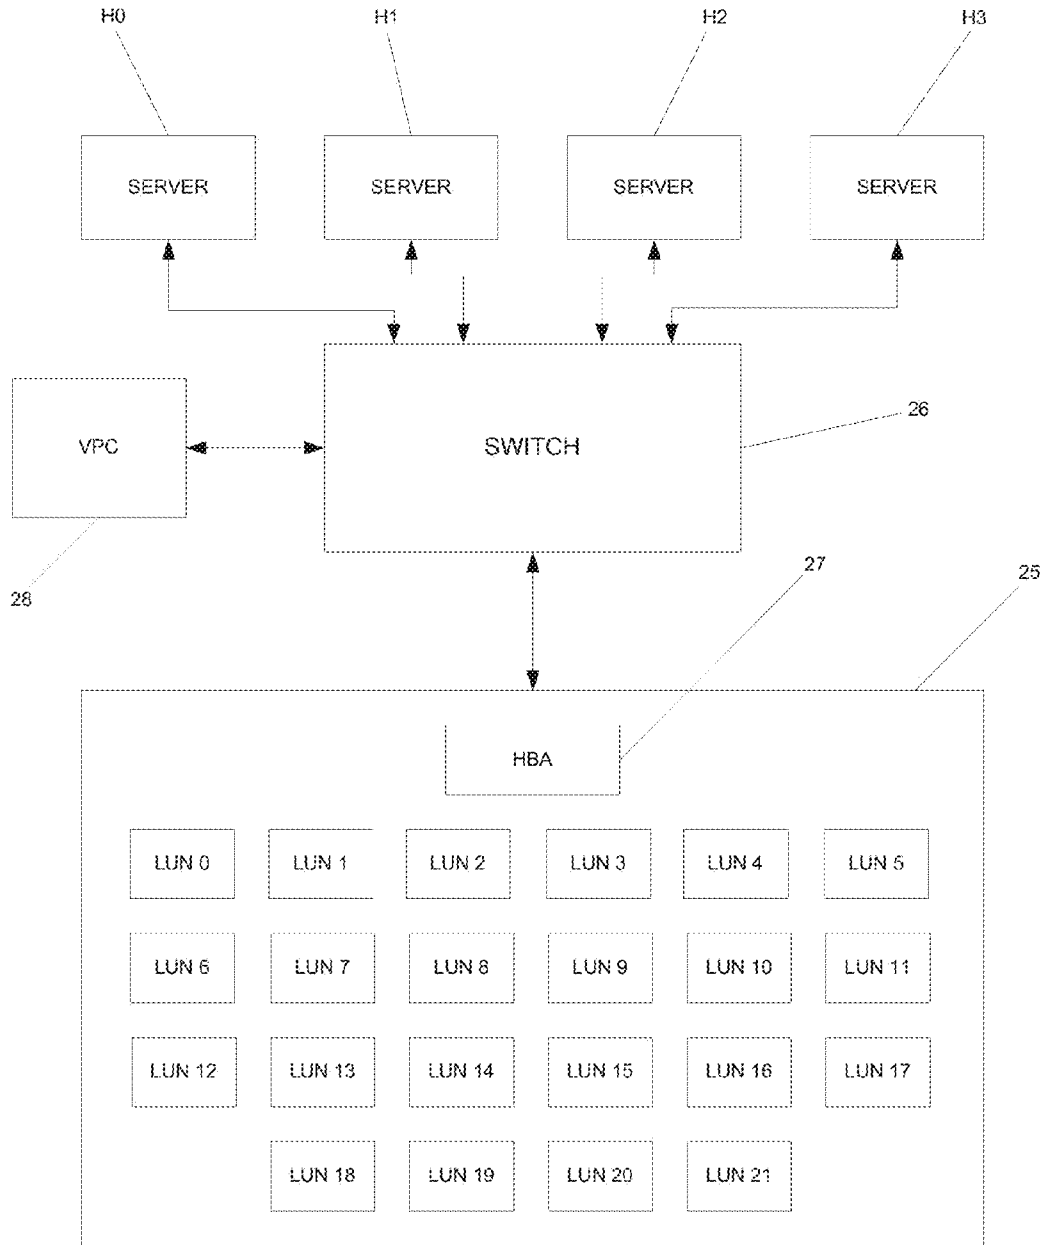 H0 H1 H2 H3
SERVER SERVER SERVER SERVER
26
VPC SWITCH
27
25
28
HBA
LUN 0 LUN 1 LUN 2 LUN 3 LUN 4 LUN 5
LUN 6 LUN 7 LUN 8 LUN 9 LUN 10 LUN 11
LUN 12 LUN 13 LUN 14 LUN 15 LUN 16 LUN 17
LUN 18 LUN 19 LUN 20 LUN 21